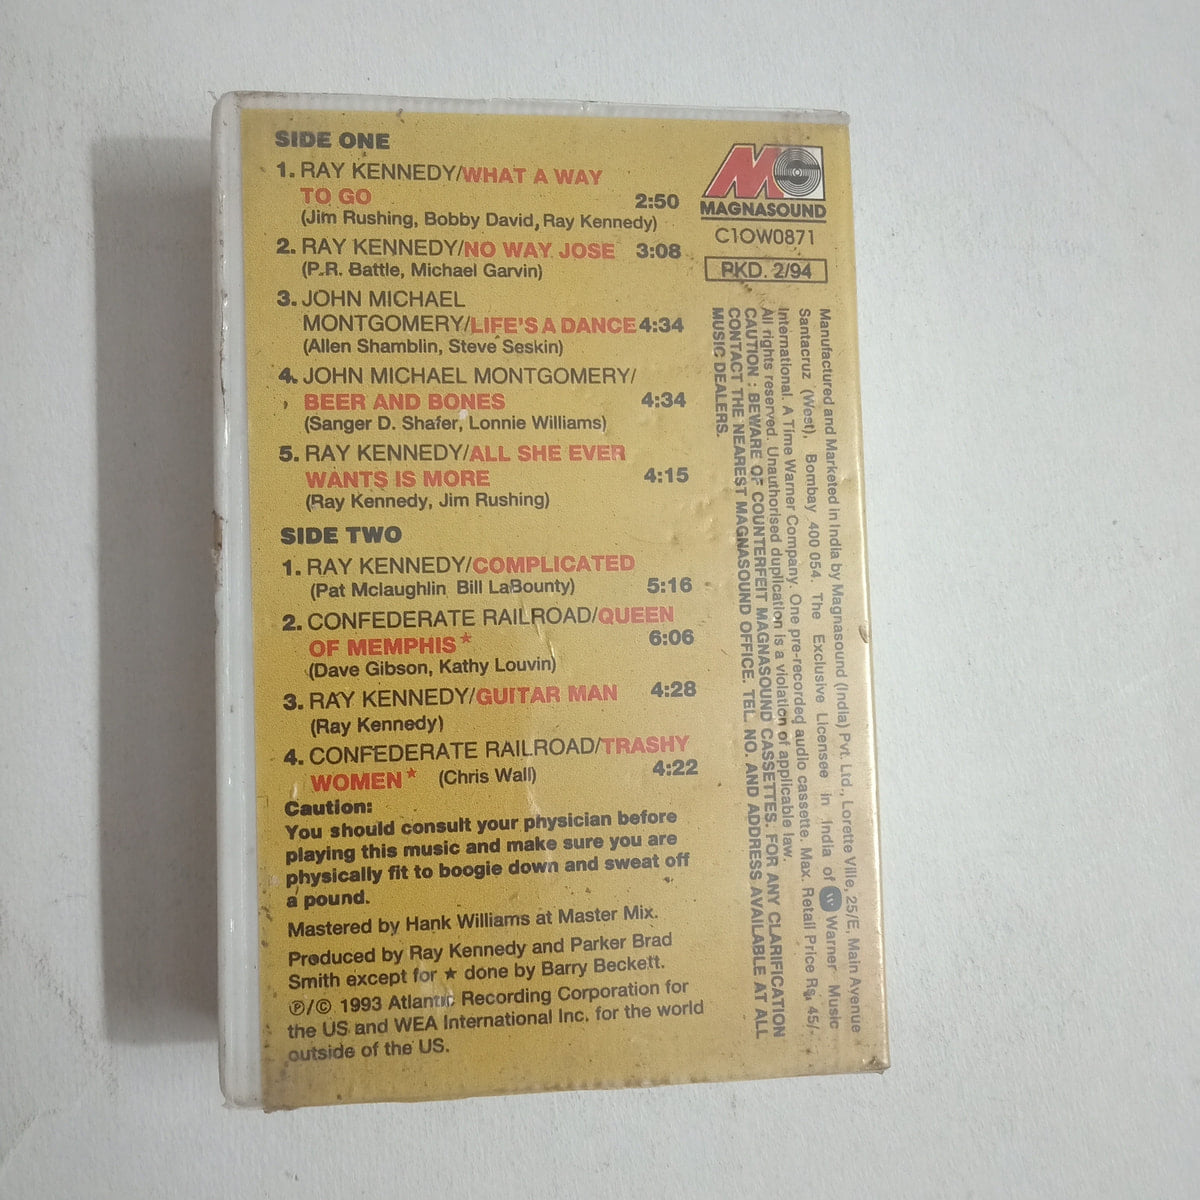 SIDE ONE
1. RAY KENNEDY/WHAT A WAY
TO GO 2:50
(Jim Rushing, Bobby David, Ray Kennedy)
2. RAY KENNEDY/NO WAY JOSE 3:08
(P.R. Battle, Michael Garvin)
3. JOHN MICHAEL
MONTGOMERY/LIFE'S A DANCE 4:34
(Allen Shamblin, Steve Seskin)
4. JOHN MICHAEL MONTGOMERY/
BEER AND BONES 4:34
(Sanger D. Shafer, Lonnie Williams)
5. RAY KENNEDY/ALL SHE EVER
WANTS IS MORE 4:15
(Ray Kennedy, Jim Rushing)
SIDE TWO
1. RAY KENNEDY/COMPLICATED
(Pat Mclaughlin Bill LaBounty) 5:16
2. CONFEDERATE RAILROAD/QUEEN
OF MEMPHIS★ 6:06
(Dave Gibson, Kathy Louvin)
3. RAY KENNEDY/GUITAR MAN 4:28
(Ray Kennedy)
4. CONFEDERATE RAILROAD/TRASHY
WOMEN★ (Chris Wall) 4:22
Caution:
You should consult your physician before
playing this music and make sure you are
physically fit to boogie down and sweat off
a pound.
Mastered by Hank Williams at Master Mix.
Produced by Ray Kennedy and Parker Brad
Smith except for ★ done by Barry Beckett.
℗/© 1993 Atlantic Recording Corporation for
the US and WEA International Inc. for the world
outside of the US.
MG
MAGNASOUND
C1OW0871
PKD. 2/94
Manufactured and Marketed in India by Magnasound (India) Pvt. Ltd., Lorette Ville, 25/E, Main Avenue
Santacruz (West), Bombay 400 054. The Exclusive Licensee in India of Warner Music
International. A Time Warner Company. One pre-recorded audio cassette. Max. Retail Price Rs. 45/-
All rights reserved. Unauthorised duplication is a violation of applicable law.
CAUTION : BEWARE OF COUNTERFEIT MAGNASOUND CASSETTES. FOR ANY CLARIFICATION
CONTACT THE NEAREST MAGNASOUND OFFICE. TEL. NO. AND ADDRESS AVAILABLE AT ALL
MUSIC DEALERS.